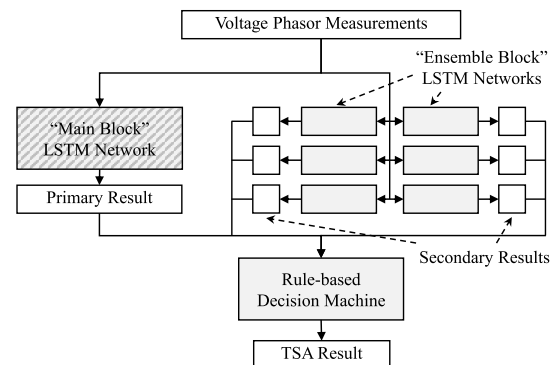 Voltage Phasor Measurements
“Ensemble Block”
LSTM Networks
“Main Block”
LSTM Network
Primary Result
Secondary Results
Rule-based
Decision Machine
TSA Result